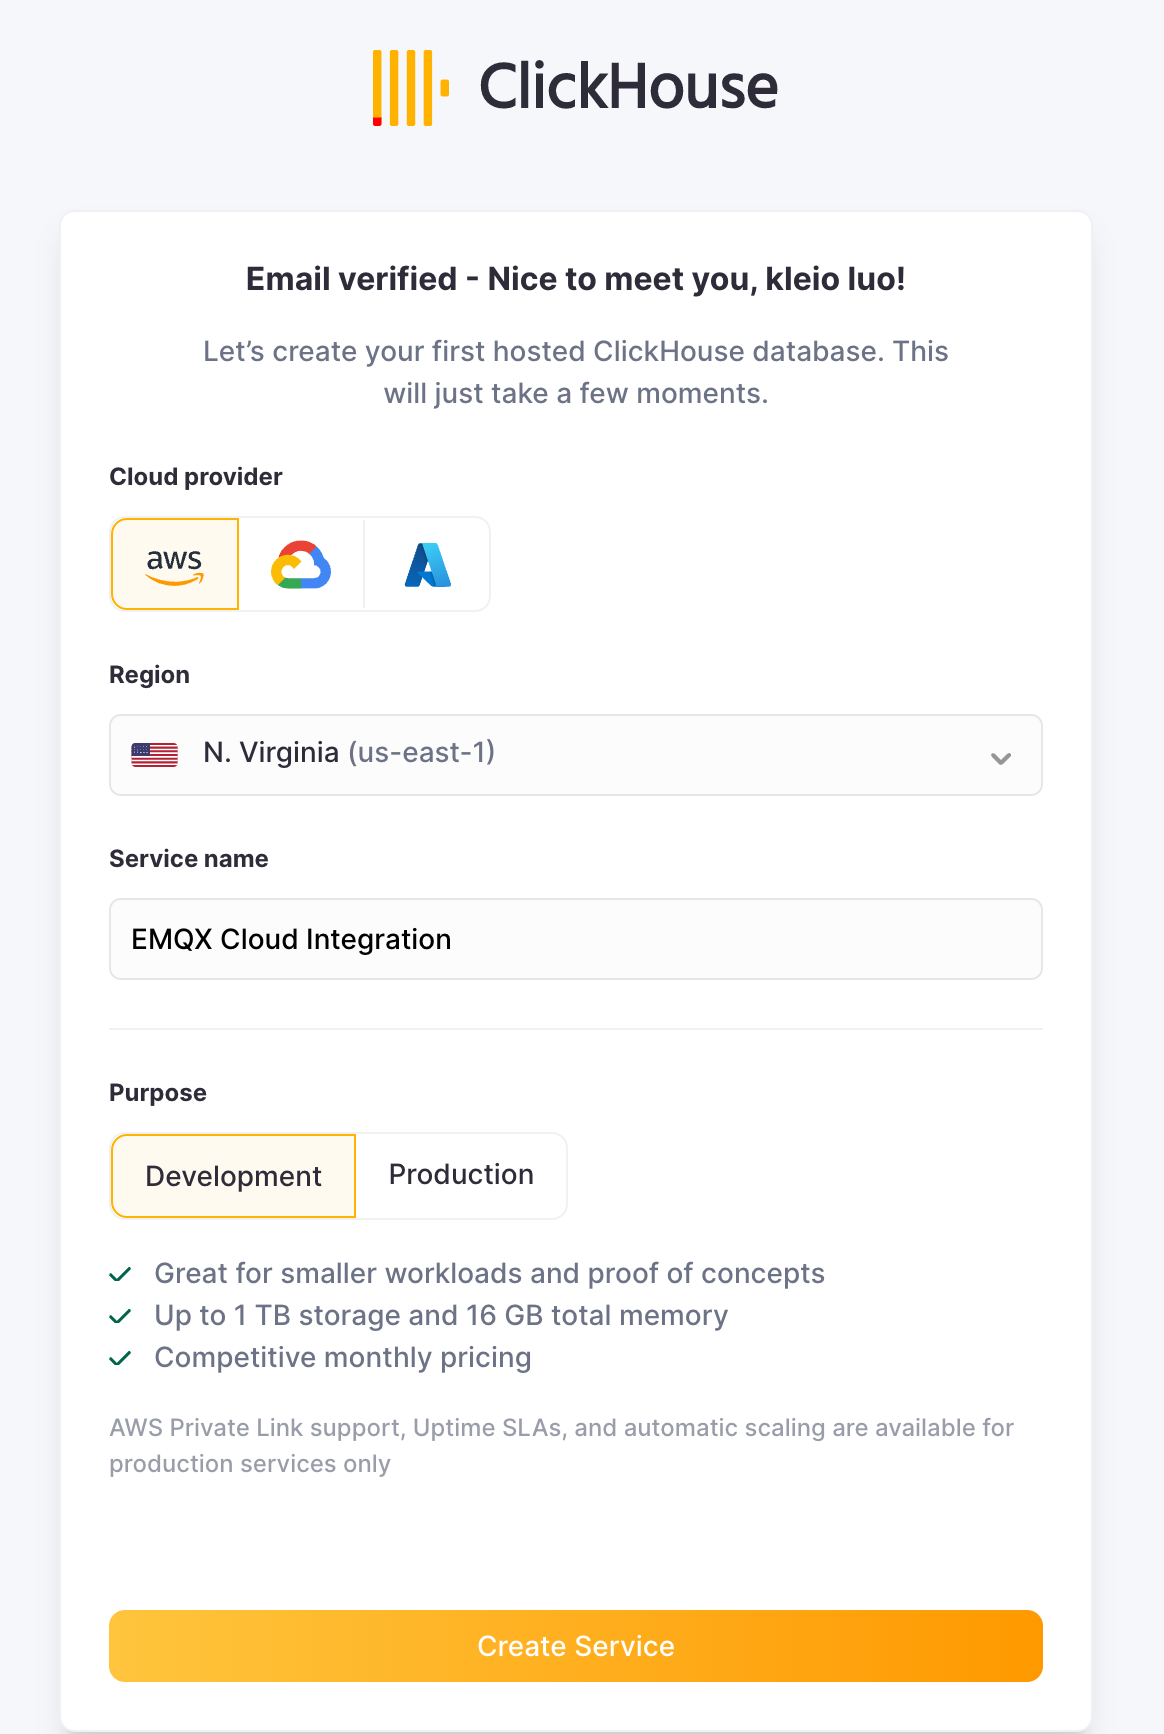 ClickHouse
Email verified - Nice to meet you, kleio luo!
Let’s create your first hosted ClickHouse database. This
will just take a few moments.
Cloud provider
aws
Region
N. Virginia (us-east-1)
Service name
EMQX Cloud Integration
Purpose
Development
Production
Great for smaller workloads and proof of concepts
Up to 1 TB storage and 16 GB total memory
Competitive monthly pricing
AWS Private Link support, Uptime SLAs, and automatic scaling are available for
production services only
Create Service